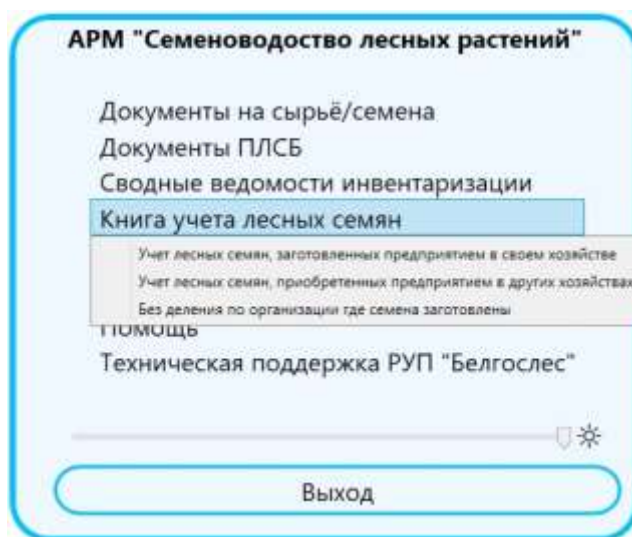 АРМ "Семеноводство лесных растений"
Документы на сырьё/семена
Документы ПЛСБ
Сводные ведомости инвентаризации
Книга учета лесных семян
Учет лесных семян, заготовленных предприятием в своем хозяйстве
Учет лесных семян, приобретенных предприятием в других хозяйствах
Без деления по организации где семена заготовлены
Помощь
Техническая поддержка РУП "Белгослес"
Выход